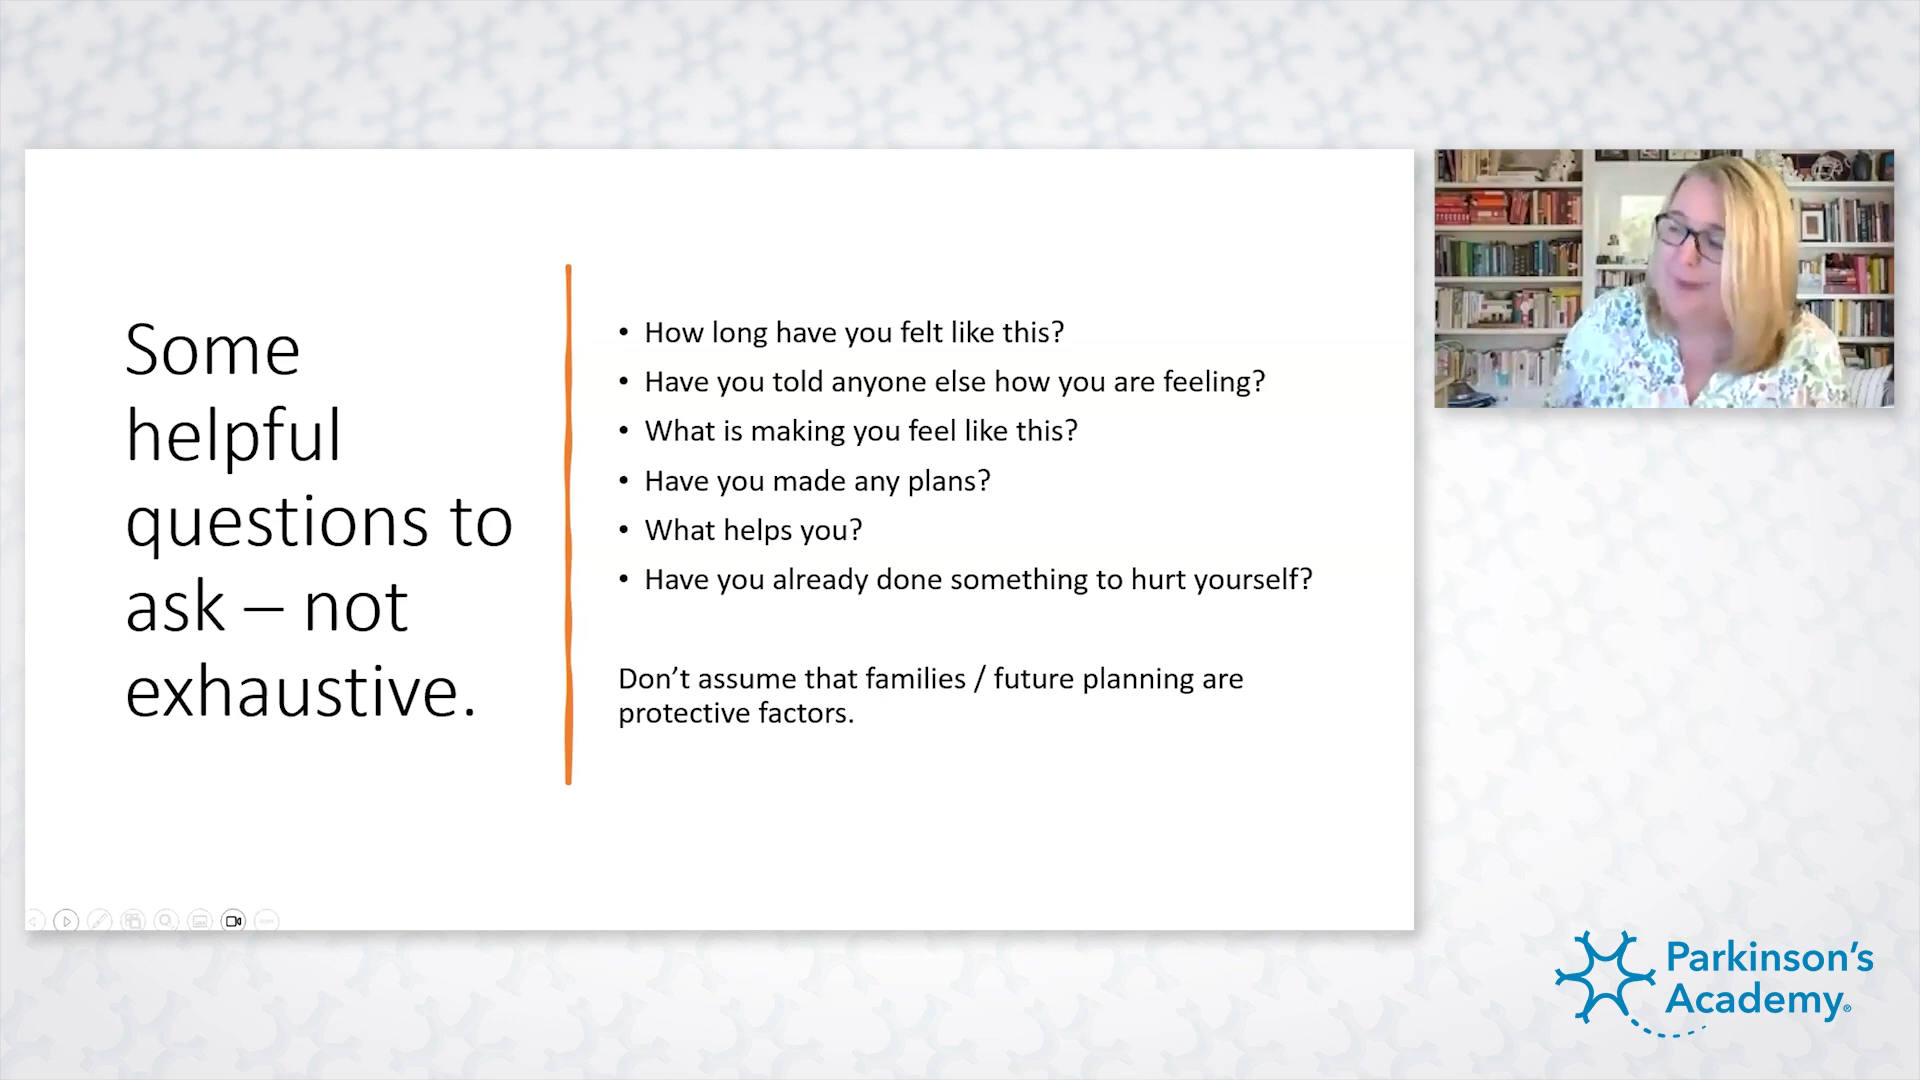 Some
helpful
questions to
ask – not
exhaustive.
• How long have you felt like this?
• Have you told anyone else how you are feeling?
• What is making you feel like this?
• Have you made any plans?
• What helps you?
• Have you already done something to hurt yourself?
Don’t assume that families / future planning are
protective factors.
Parkinson’s
Academy®